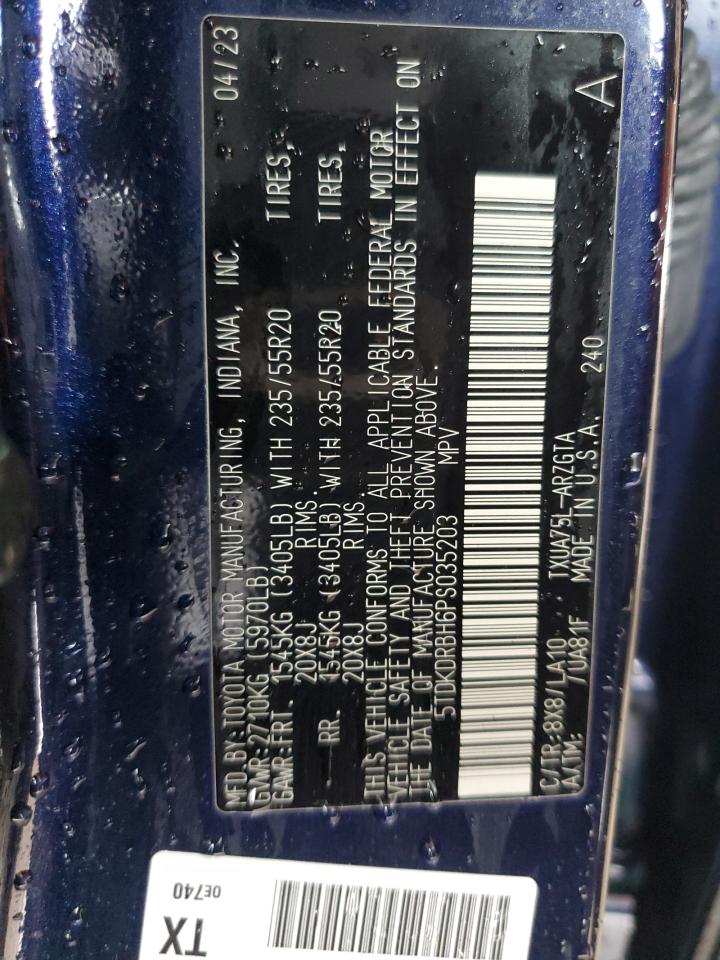 MFD.BY:TOYOTA MOTOR MANUFACTURING, INDIANA, INC. 04/23
GVWR:2710KG (5970LB)
GAWR:FRT. 1545KG (3405LB) WITH 235/55R20 TIRES,
20X8J RIMS.
RR. 1545KG (3405LB) WITH 235/55R20 TIRES,
20X8J RIMS.
THIS VEHICLE CONFORMS TO ALL APPLICABLE FEDERAL MOTOR
VEHICLE SAFETY AND THEFT PREVENTION STANDARDS IN EFFECT ON
THE DATE OF MANUFACTURE SHOWN ABOVE.
5TDKDRBH6PS035203 MPV
C/TR:8X8/LA10 TXUA75L-ARZGTA A
A/TM: /UA81F MADE IN U.S.A. 240
TX
0E740